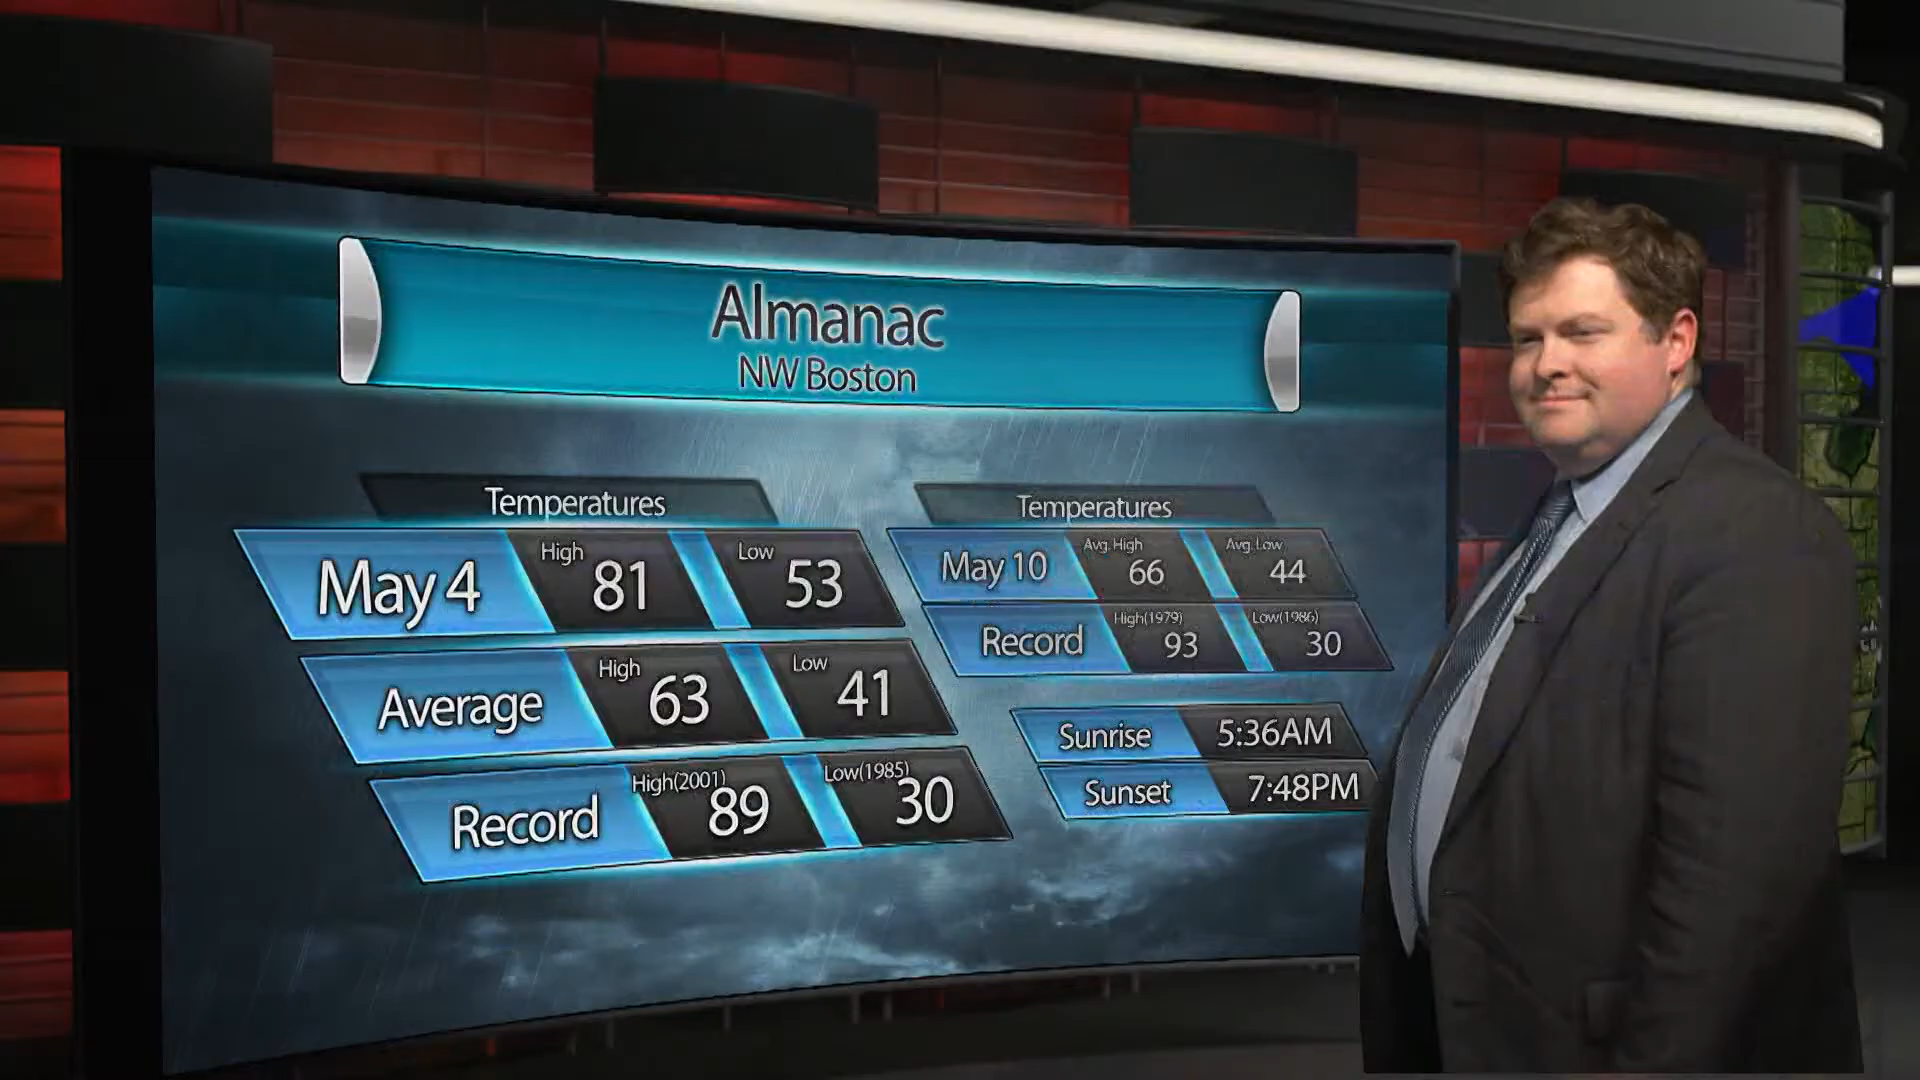 Almanac
NW Boston
Temperatures
May 4
High
81
Low
53
Average
High
63
Low
41
Record
High(2001)
89
Low(1985)
30
Temperatures
May 10
Avg. High
66
Avg. Low
44
Record
High(1979)
93
Low(1986)
30
Sunrise
5:36AM
Sunset
7:48PM